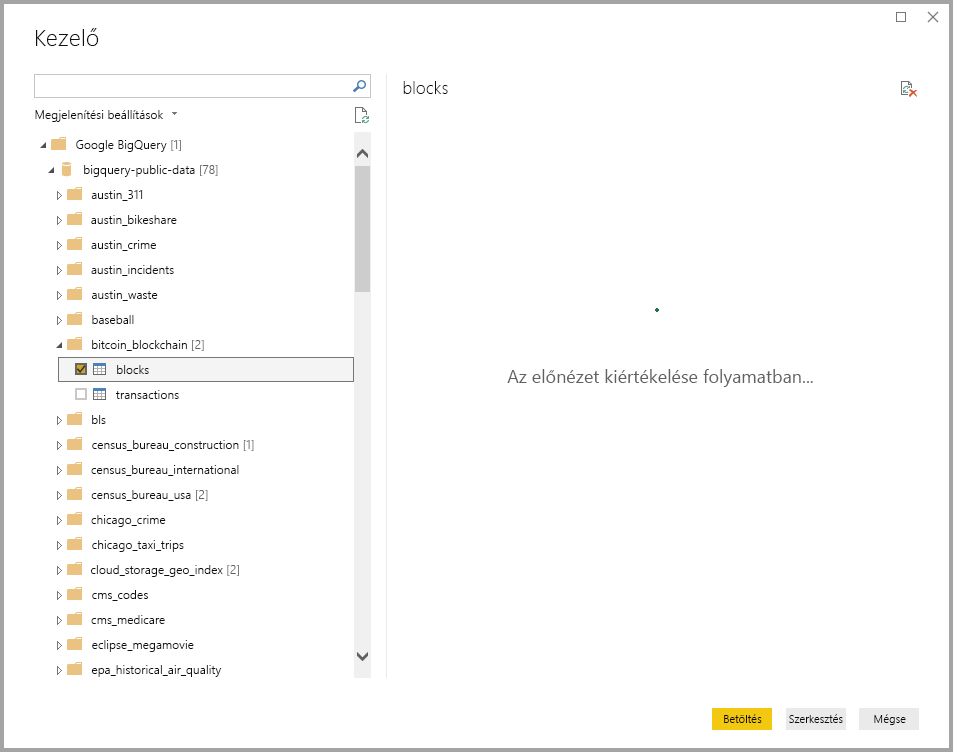 Kezelő
Megjelenítési beállítások
Google BigQuery [1]
bigquery-public-data [78]
austin_311
austin_bikeshare
austin_crime
austin_incidents
austin_waste
baseball
bitcoin_blockchain [2]
blocks
transactions
bls
census_bureau_construction [1]
census_bureau_international
census_bureau_usa [2]
chicago_crime
chicago_taxi_trips
cloud_storage_geo_index [2]
cms_codes
cms_medicare
eclipse_megamovie
epa_historical_air_quality
blocks
Az előnézet kiértékelése folyamatban...
Betöltés
Szerkesztés
Mégse